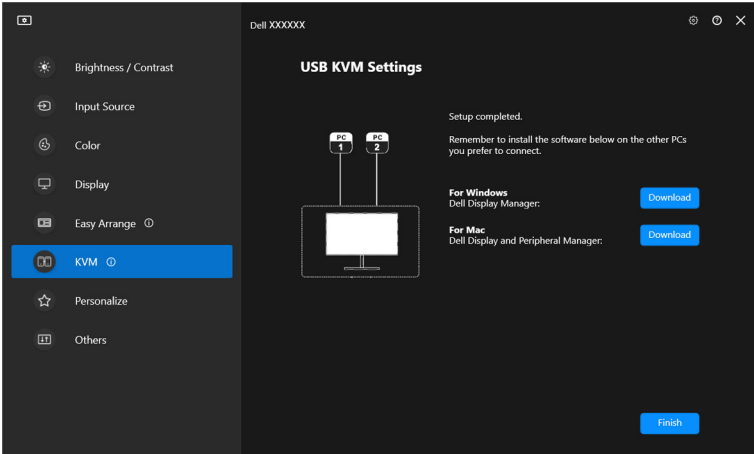 Dell XXXXXX
Brightness / Contrast
Input Source
Color
Display
Easy Arrange
KVM
Personalize
Others
USB KVM Settings
PC
1
PC
2
Setup completed.
Remember to install the software below on the other PCs
you prefer to connect.
For Windows
Dell Display Manager:
Download
For Mac
Dell Display and Peripheral Manager:
Download
Finish